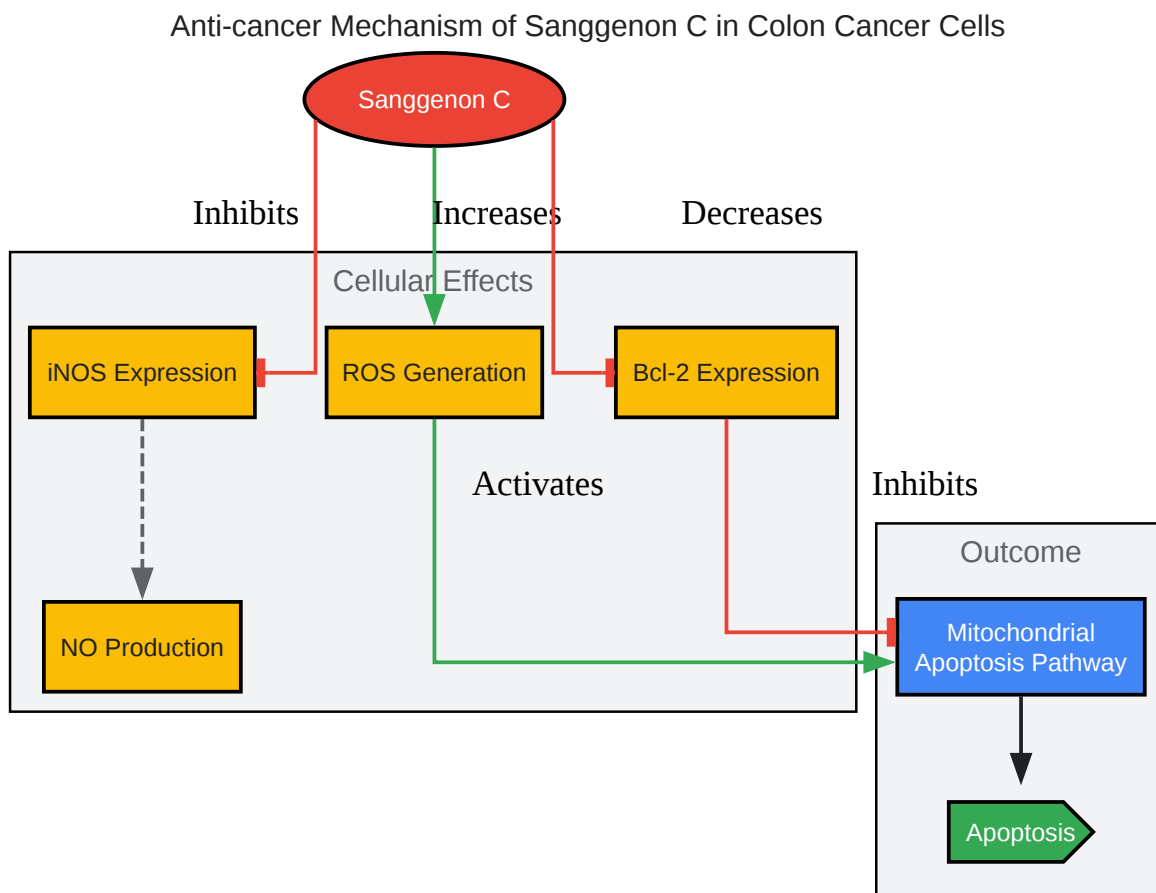 Anti-cancer Mechanism of Sanggenon C in Colon Cancer Cells
Sanggenon C
Inhibits
Increases
Decreases
Cellular Effects
iNOS Expression
ROS Generation
Bcl-2 Expression
Activates
Inhibits
Outcome
NO Production
Mitochondrial
Apoptosis Pathway
Apoptosis